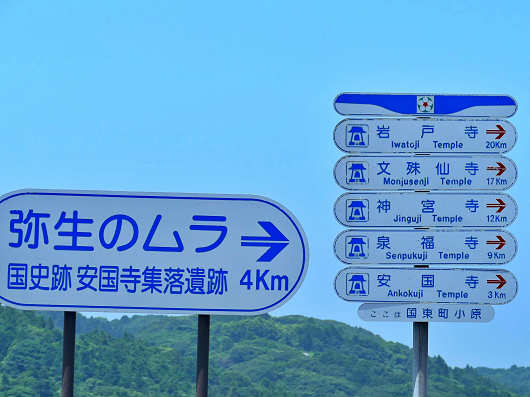 弥生のムラ
国史跡 安国寺集落遺跡 4Km
岩戸寺
Iwatoji Temple 20Km
文殊仙寺
Monjusenji Temple 17Km
神宮寺
Jinguji Temple 12Km
泉福寺
Senpukuji Temple 9Km
安国寺
Ankokuji Temple 3Km
ここは 国東町小原